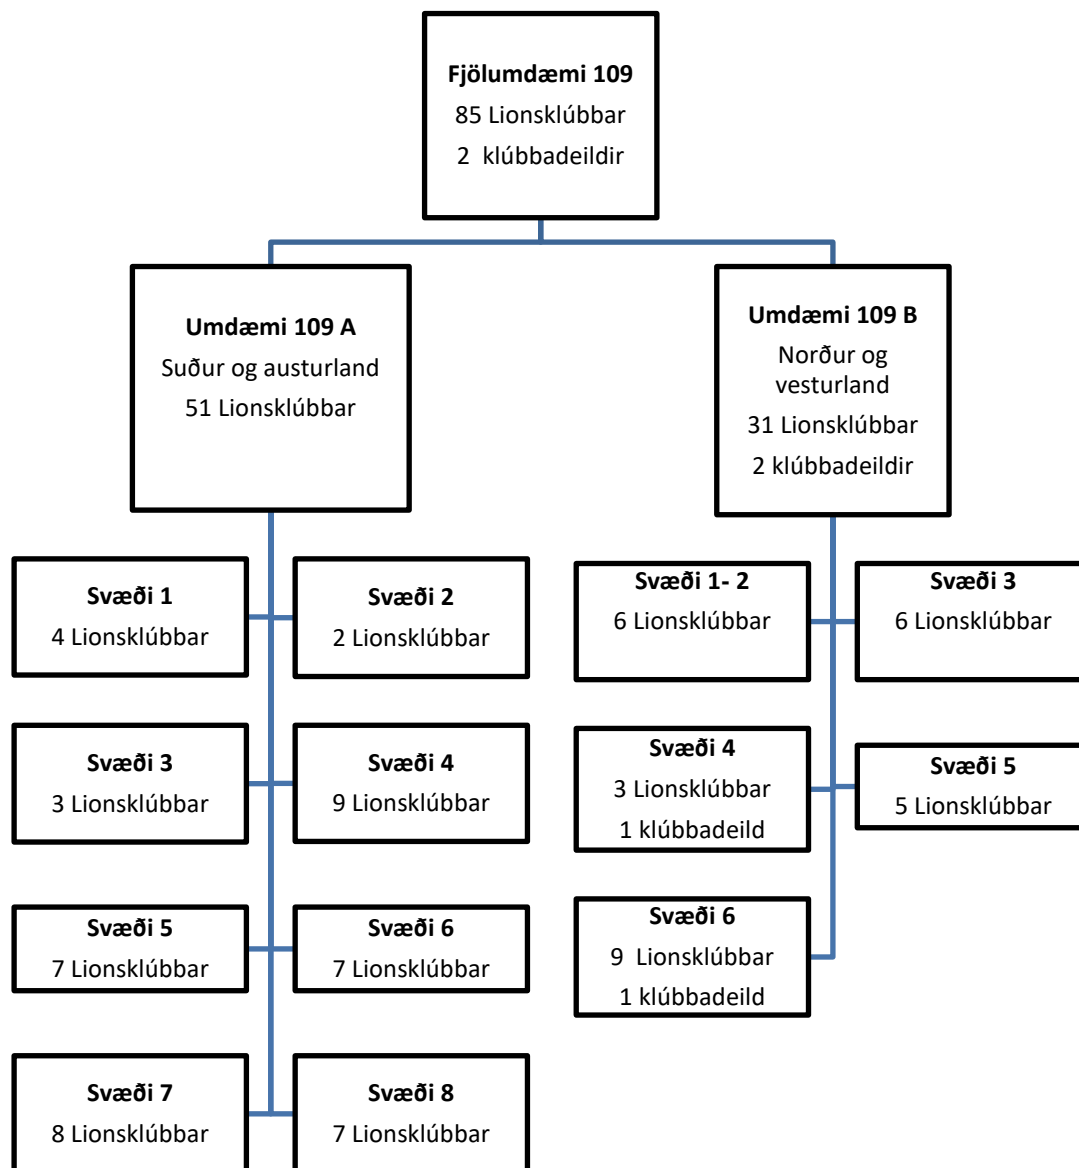 Fjölumdæmi 109
85 Lionsklúbbar
2 klúbbadeildir
Umdæmi 109 A
Suður og austurland
51 Lionsklúbbar
Umdæmi 109 B
Norður og
vesturland
31 Lionsklúbbar
2 klúbbadeildir
Svæði 1
4 Lionsklúbbar
Svæði 2
2 Lionsklúbbar
Svæði 3
3 Lionsklúbbar
Svæði 4
9 Lionsklúbbar
Svæði 5
7 Lionsklúbbar
Svæði 6
7 Lionsklúbbar
Svæði 7
8 Lionsklúbbar
Svæði 8
7 Lionsklúbbar
Svæði 1- 2
6 Lionsklúbbar
Svæði 3
6 Lionsklúbbar
Svæði 4
3 Lionsklúbbar
1 klúbbadeild
Svæði 5
5 Lionsklúbbar
Svæði 6
9 Lionsklúbbar
1 klúbbadeild